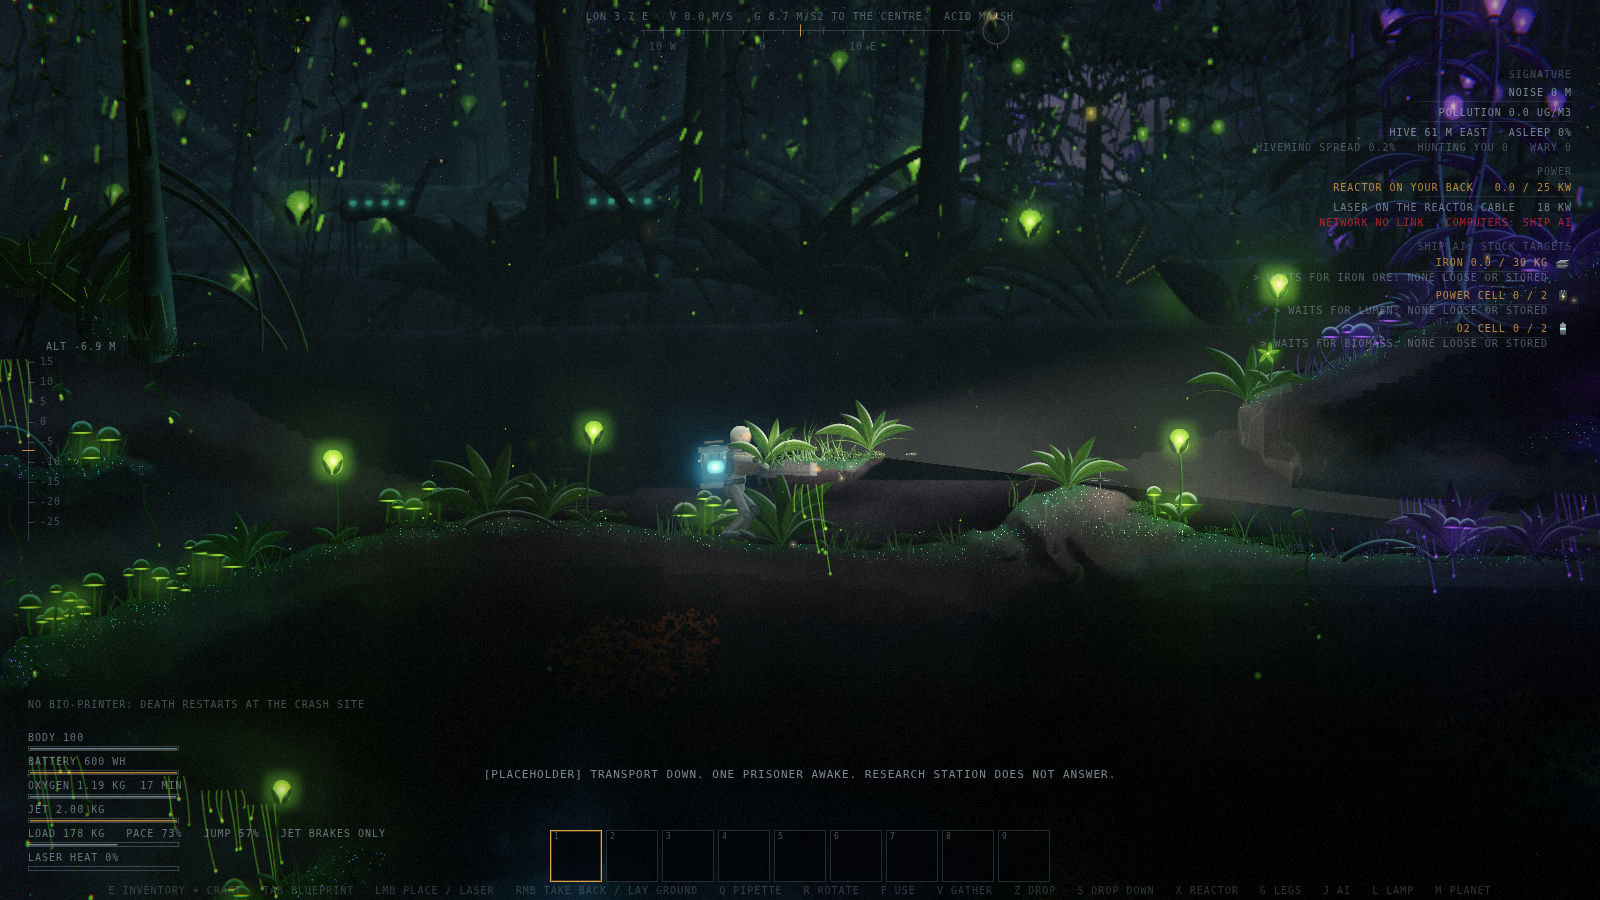 LON 3.7 E   V 0.0 M/S   G 8.7 M/S2 TO THE CENTRE   ACID MARSH
10 W   0   10 E
SIGNATURE
NOISE 0 M
POLLUTION 0.0 UG/M3
HIVE 61 M EAST   ASLEEP 0%
HIVEMIND SPREAD 0.2%   HUNTING YOU 0   WARY 0
POWER
REACTOR ON YOUR BACK   0.0 / 25 KW
LASER ON THE REACTOR CABLE   18 KW
NETWORK NO LINK   COMPUTERS: SHIP AI
SHIP AI: STOCK TARGETS
IRON 0.0 / 30 KG
> WAITS FOR IRON ORE: NONE LOOSE OR STORED
POWER CELL 0 / 2
> WAITS FOR LUMEN: NONE LOOSE OR STORED
O2 CELL 0 / 2
> WAITS FOR BIOMASS: NONE LOOSE OR STORED
ALT -6.9 M
15
10
5
0
-5
-10
-15
-20
-25
NO BIO-PRINTER: DEATH RESTARTS AT THE CRASH SITE
BODY 100
BATTERY 600 WH
OXYGEN 1.19 KG   17 MIN
JET 2.00 KG
LOAD 178 KG   PACE 73%   JUMP 57%   JET BRAKES ONLY
LASER HEAT 0%
[PLACEHOLDER] TRANSPORT DOWN. ONE PRISONER AWAKE. RESEARCH STATION DOES NOT ANSWER.
1 2 3 4 5 6 7 8 9
E INVENTORY + CRAFT   TAB BLUEPRINT   LMB PLACE / LASER   RMB TAKE BACK / LAY GROUND   Q PIPETTE   R ROTATE   F USE   V GATHER   Z DROP   S DROP DOWN   X REACTOR   G LEGS   J AI   L LAMP   M PLANET